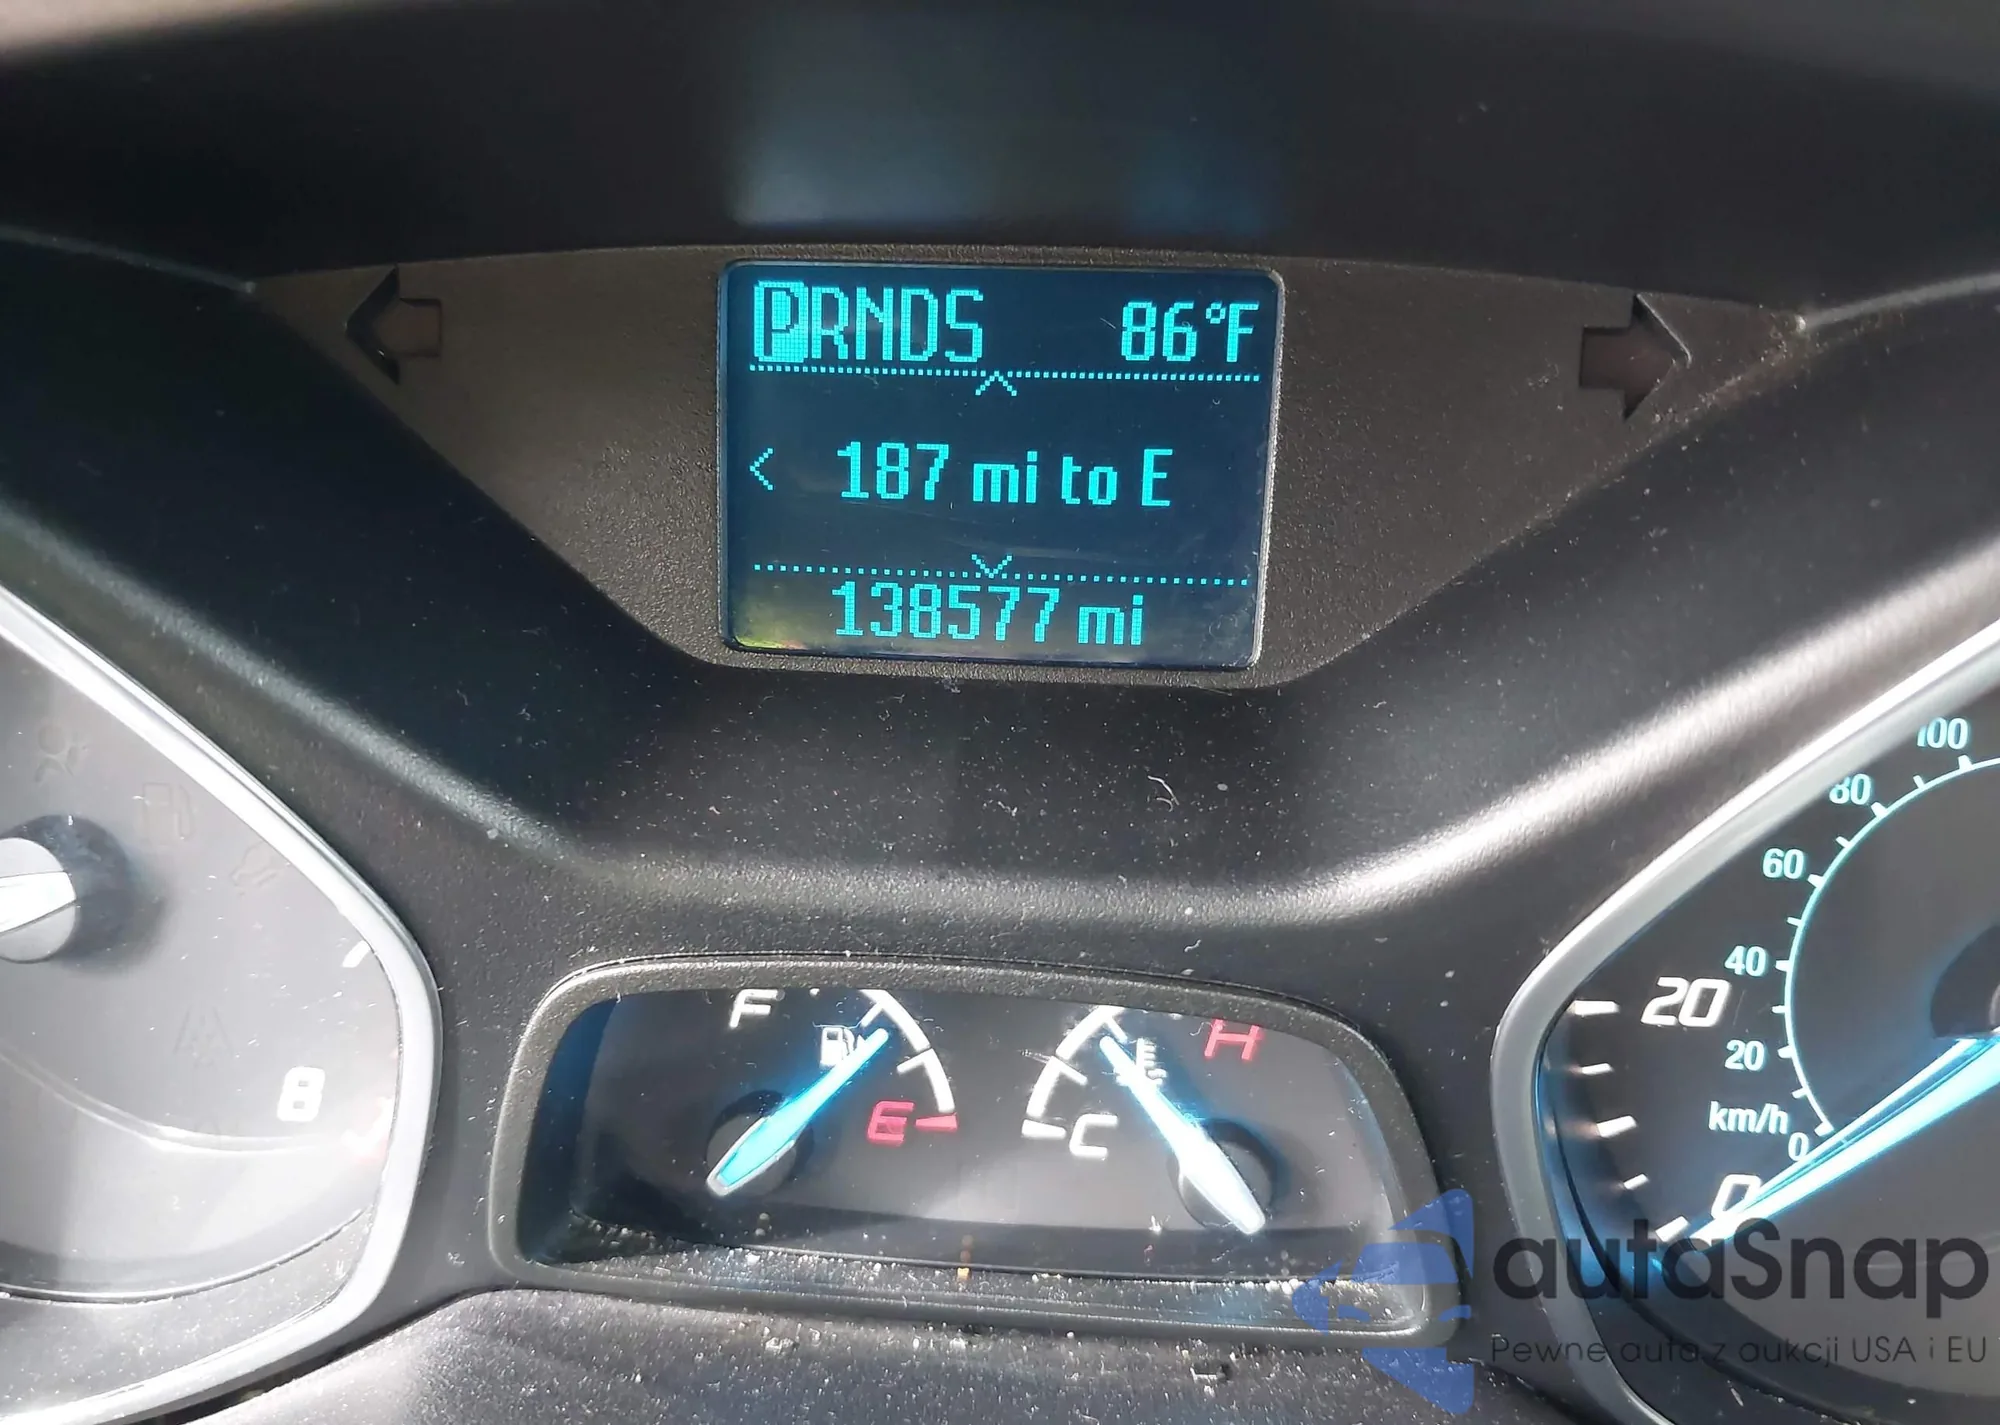 PRNDS 86°F
< 187 mi to E
138577 mi
100
80
60
40
20
20
km/h
0
0
8
F
E
C
H
autaSnap
Pewne auta z aukcji USA i EU